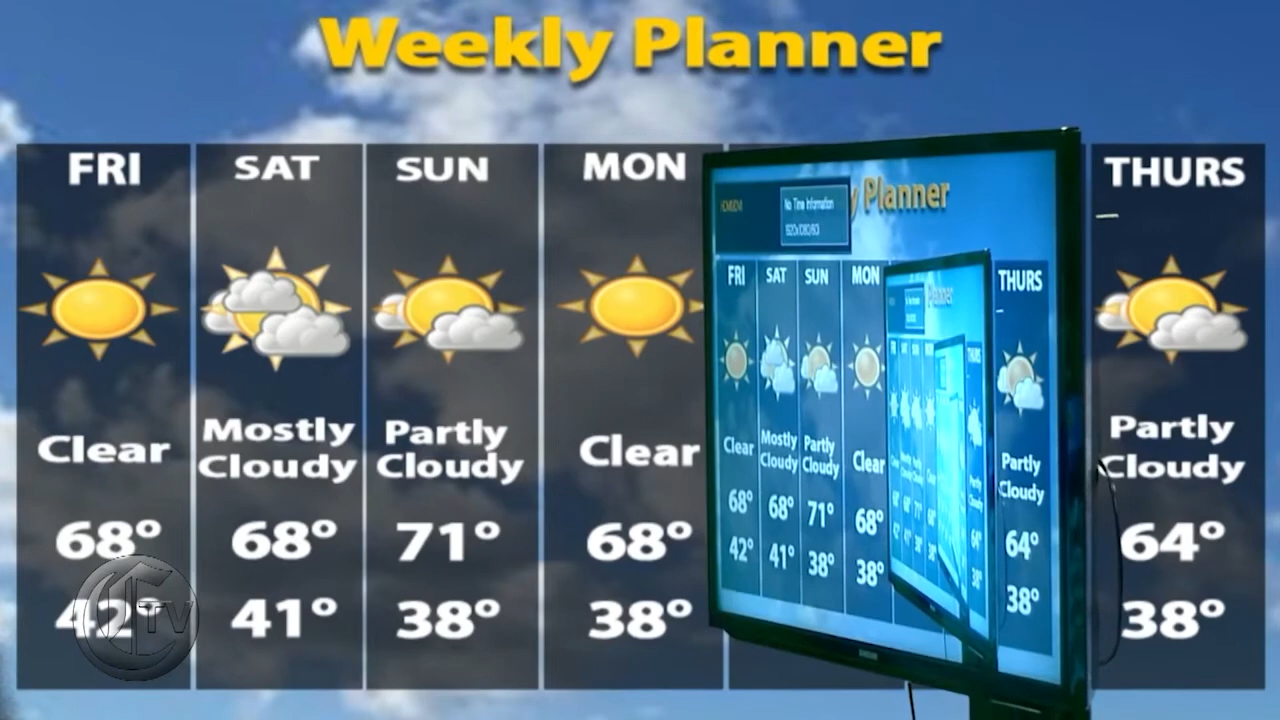 Weekly Planner
FRI SAT SUN MON THURS
Clear Mostly Cloudy Partly Cloudy Clear Partly Cloudy
68° 68° 71° 68° 64°
42° 41° 38° 38° 38°
CTV
y Planner
No Time Information
FRI SAT SUN MON THURS
Clear Mostly Cloudy Partly Cloudy Clear Partly Cloudy
68° 68° 71° 68° 64°
42° 41° 38° 38° 38°
SAMSUNG